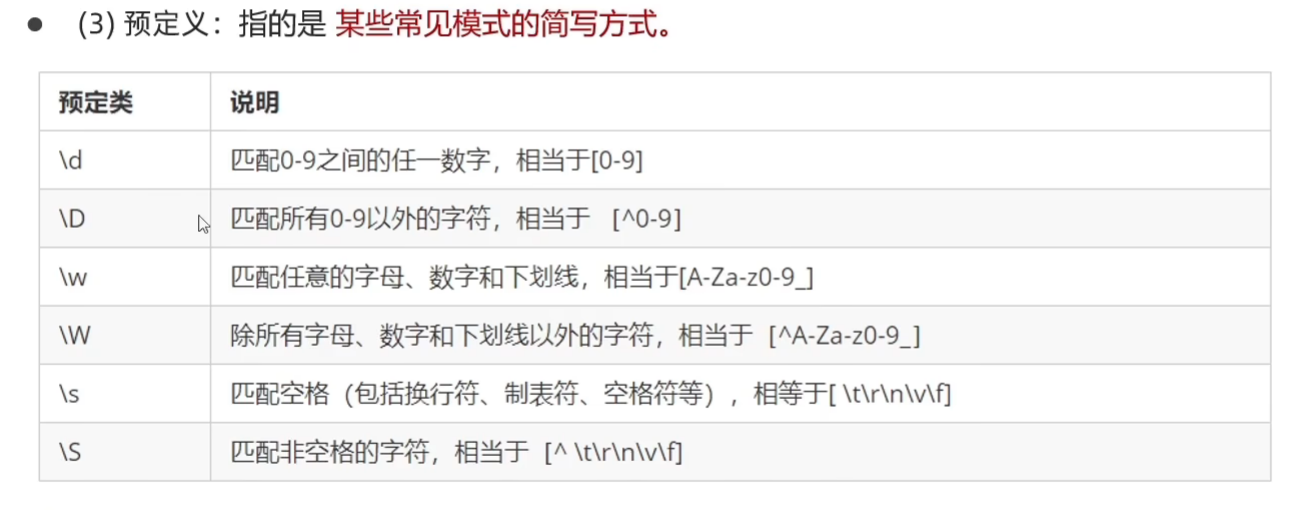 ● (3) 预定义：指的是 某些常见模式的简写方式。
预定类 说明
\d 匹配0-9之间的任一数字，相当于[0-9]
\D 匹配所有0-9以外的字符，相当于 [^0-9]
\w 匹配任意的字母、数字和下划线，相当于[A-Za-z0-9_]
\W 除所有字母、数字和下划线以外的字符，相当于 [^A-Za-z0-9_]
\s 匹配空格（包括换行符、制表符、空格符等），相等于[ \t\r\n\v\f]
\S 匹配非空格的字符，相当于 [^ \t\r\n\v\f]